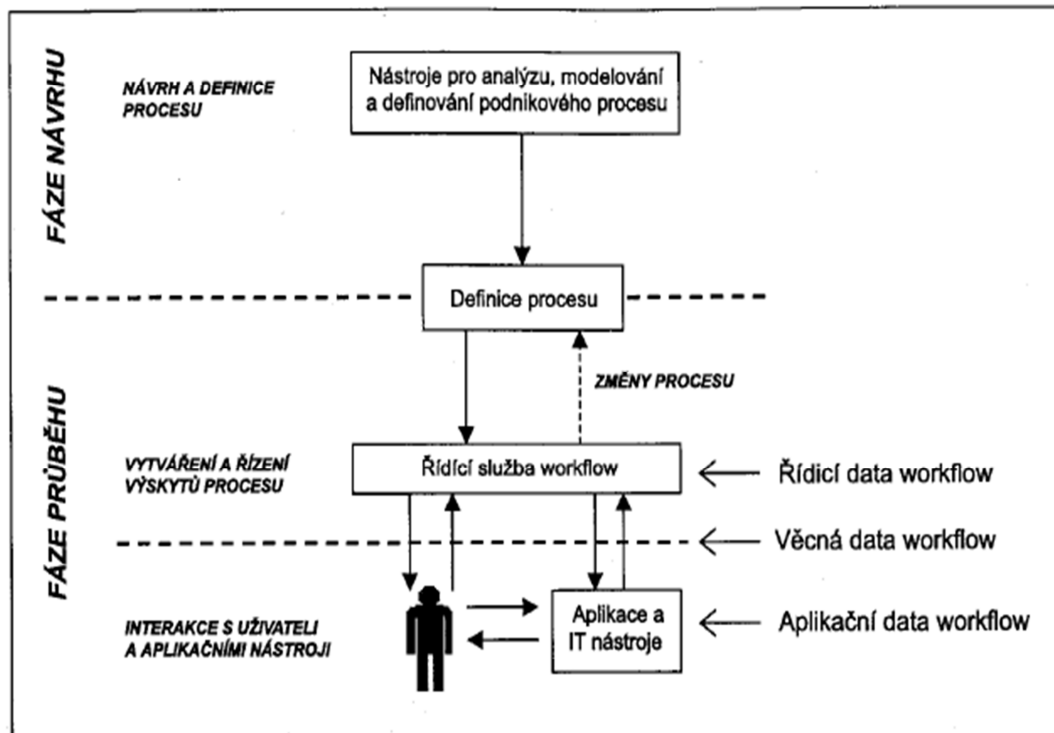 FÁZE NÁVRHU
NÁVRH A DEFINICE
PROCESU
Nástroje pro analýzu, modelování
a definování podnikového procesu
Definice procesu
ZMĚNY PROCESU
FÁZE PRŮBĚHU
VYTVÁŘENÍ A ŘÍZENÍ
VÝSKYTŮ PROCESU
Řídící služba workflow
Řídicí data workflow
Věcná data workflow
INTERAKCE S UŽIVATELI
A APLIKAČNÍMI NÁSTROJI
Aplikace a
IT nástroje
Aplikační data workflow